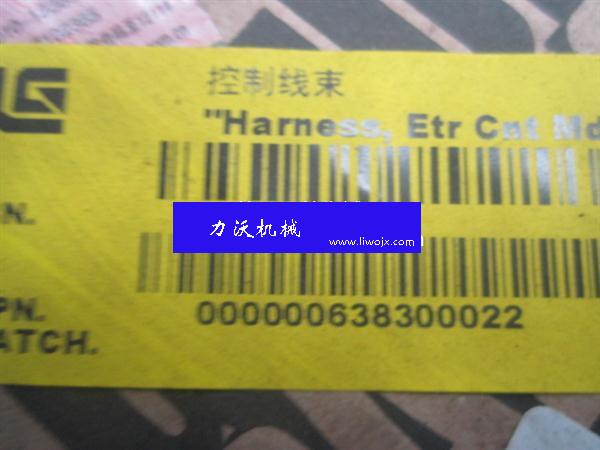 控制线束
"Harness, Etr Cnt Md
N.
力沃机械
www.liwojx.com
PN.
000000638300022
ATCH.